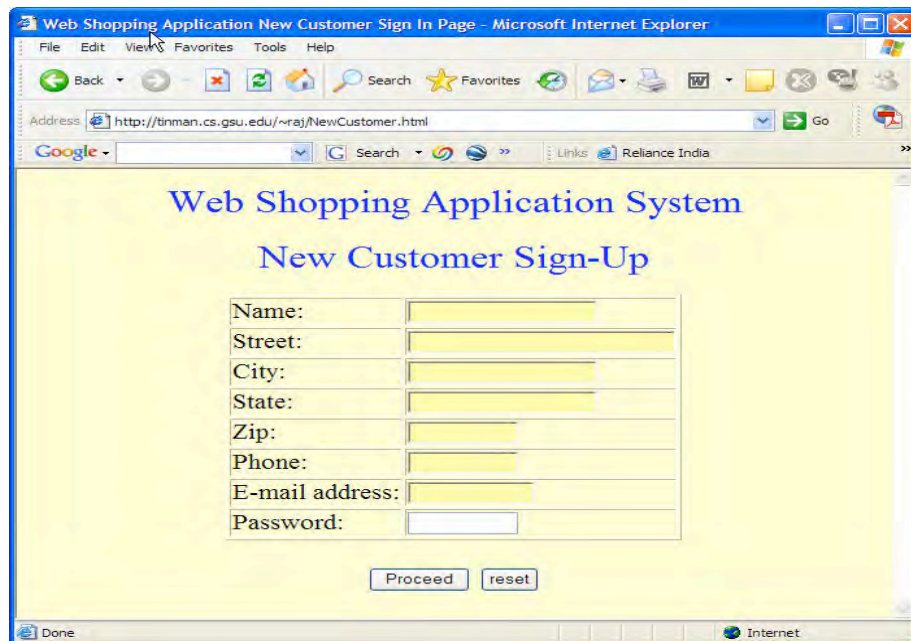 Web Shopping Application New Customer Sign In Page - Microsoft Internet Explorer
File Edit View Favorites Tools Help
Back Search Favorites
Address http://tinman.cs.gsu.edu/~raj/NewCustomer.html Go
Google Search » Links Reliance India »
Web Shopping Application System
New Customer Sign-Up
Name:
Street:
City:
State:
Zip:
Phone:
E-mail address:
Password:
Proceed reset
Done Internet